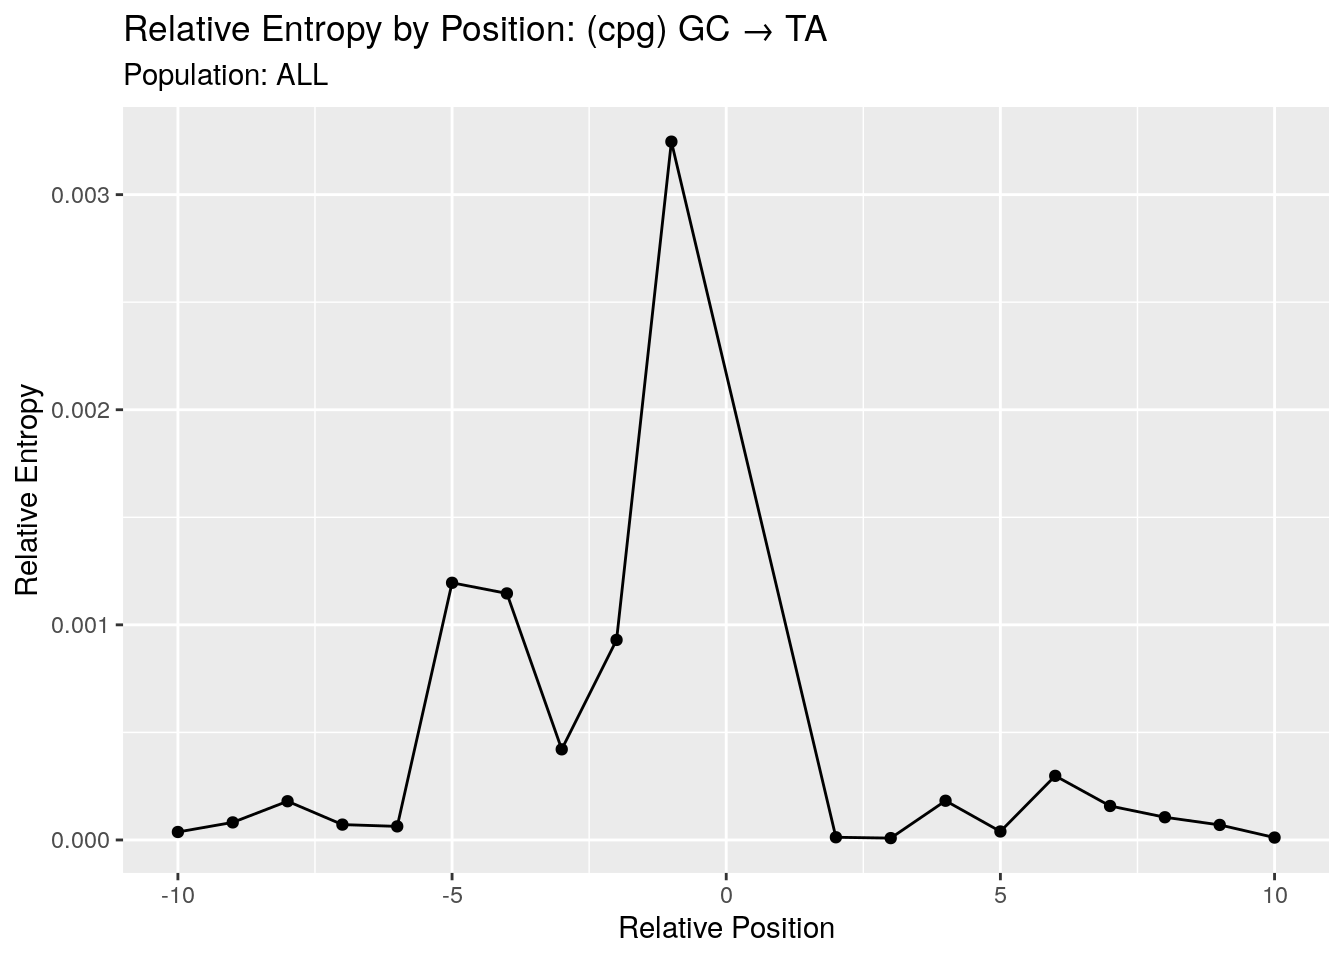 Relative Entropy by Position: (cpg) GC → TA
Population: ALL
Relative Entropy
0.003
0.002
0.001
0.000
-10
-5
0
5
10
Relative Position